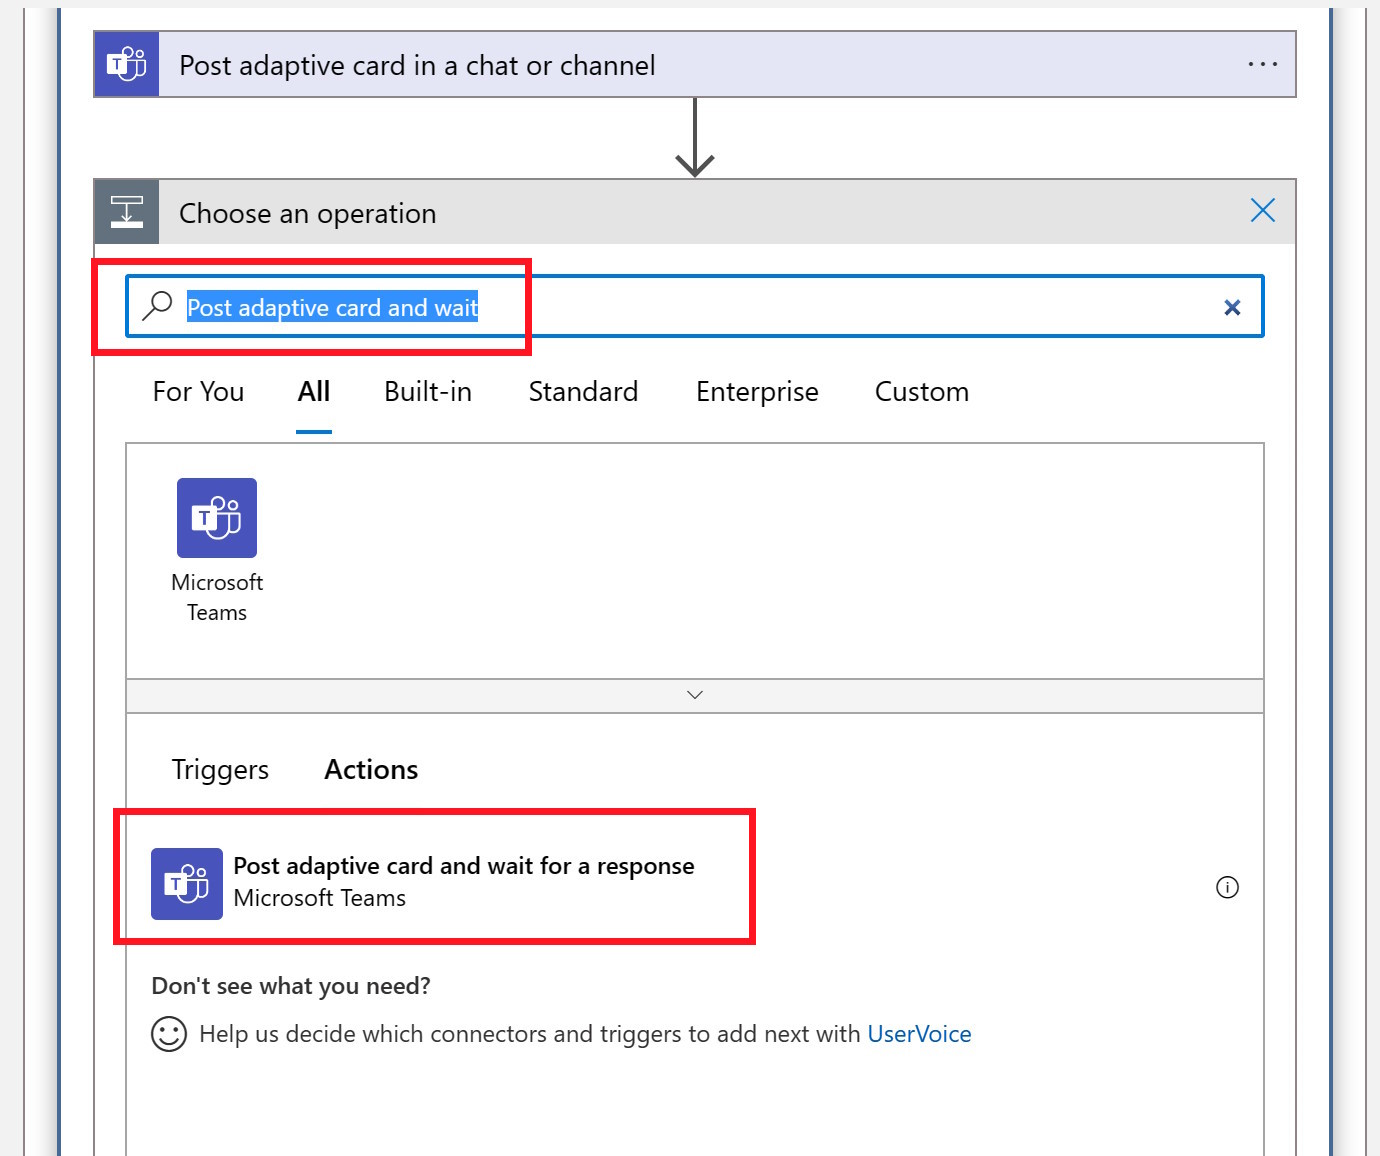 Post adaptive card in a chat or channel
Choose an operation
Post adaptive card and wait
For You All Built-in Standard Enterprise Custom
Microsoft
Teams
Triggers Actions
Post adaptive card and wait for a response
Microsoft Teams
Don't see what you need?
Help us decide which connectors and triggers to add next with UserVoice